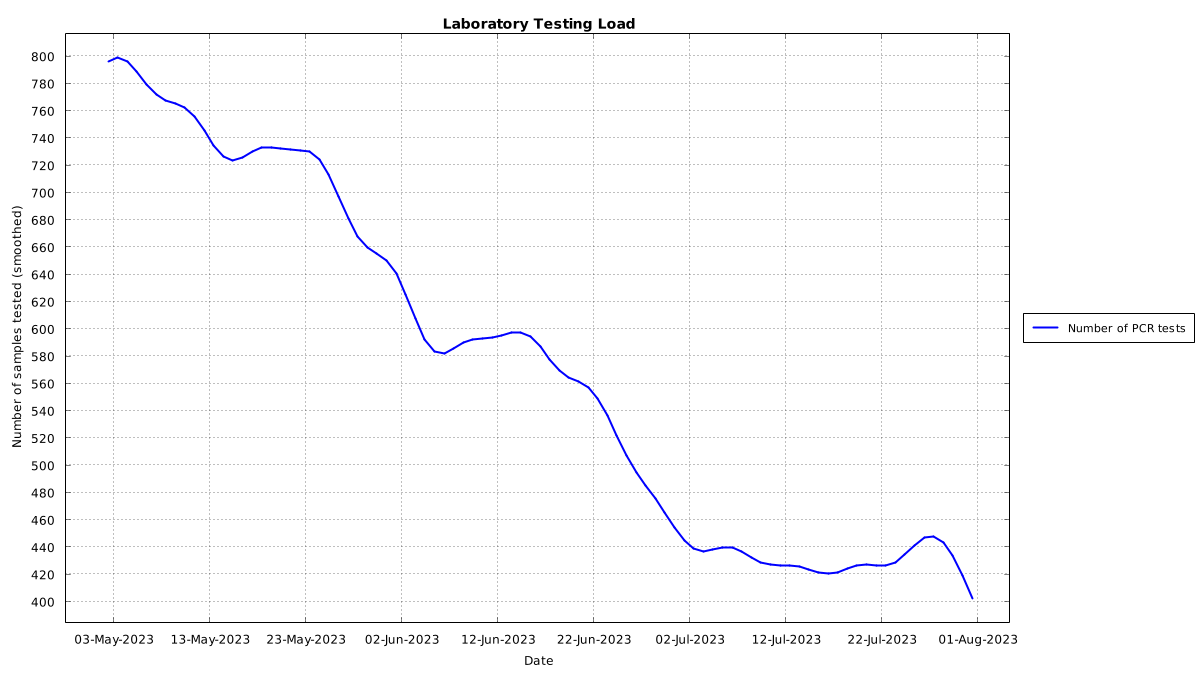 Laboratory Testing Load
Number of samples tested (smoothed)
800
780
760
740
720
700
680
660
640
620
600
580
560
540
520
500
480
460
440
420
400
03-May-2023
13-May-2023
23-May-2023
02-Jun-2023
12-Jun-2023
22-Jun-2023
02-Jul-2023
12-Jul-2023
22-Jul-2023
01-Aug-2023
Date
Number of PCR tests